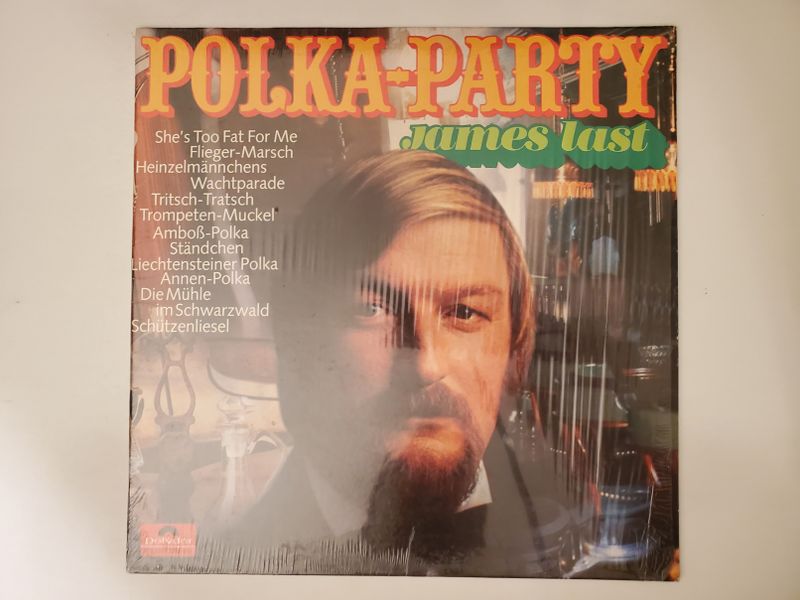 POLKA-PARTY
James last
She's Too Fat For Me
Flieger-Marsch
Heinzelmännchens
Wachtparade
Tritsch-Tratsch
Trompeten-Muckel
Amboß-Polka
Ständchen
Liechtensteiner Polka
Annen-Polka
Die Mühle
im Schwarzwald
Schützenliesel
Polydor